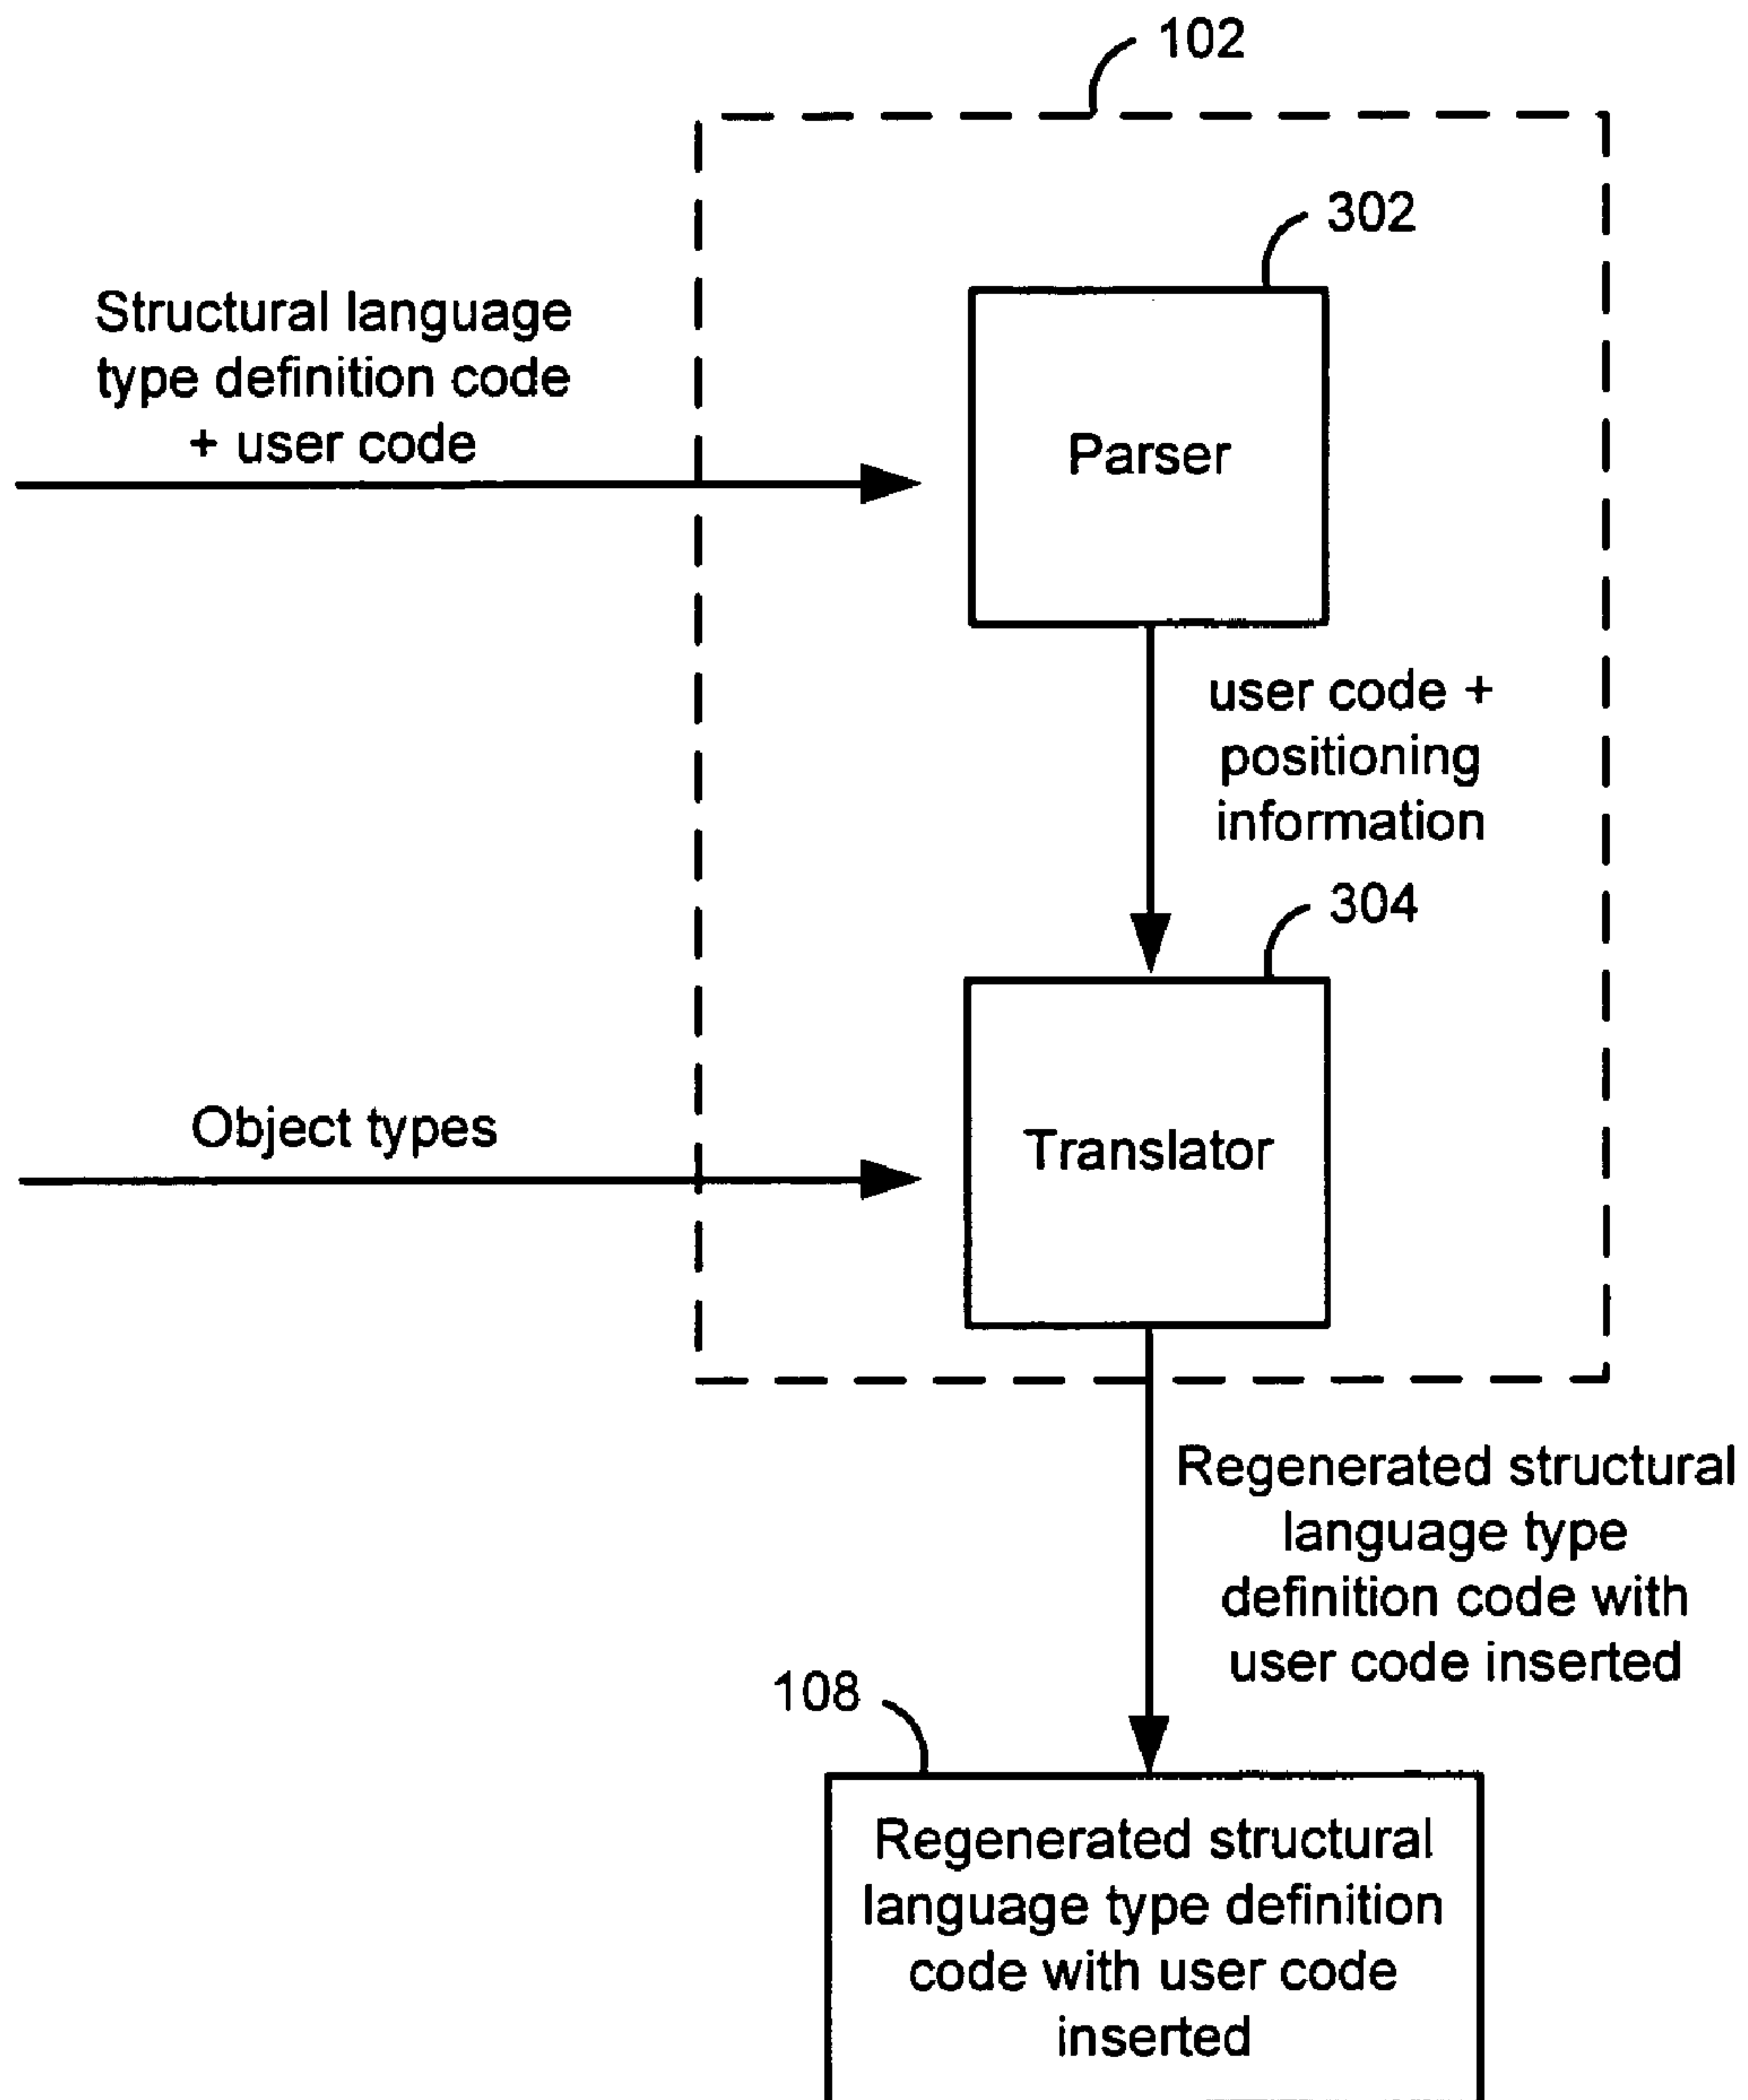 102
302
Structural language
type definition code
+ user code
Parser
user code +
positioning
information
304
Object types
Translator
Regenerated structural
language type
definition code with
user code inserted
108
Regenerated structural
language type definition
code with user code
inserted